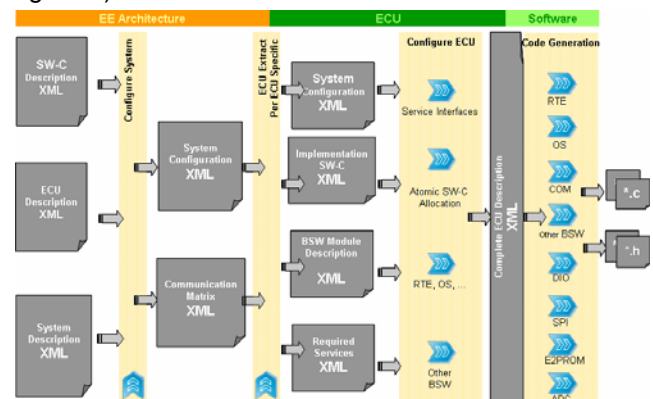 EE Architecture
ECU
Software
SW-C
Description
XML
ECU
Description
XML
System
Description
XML
Configure System
System
Configuration
XML
Communication
Matrix
XML
ECU Extract
Per ECU Specific
System
Configuration
XML
Implementation
SW-C
XML
BSW Module
Description
XML
Required
Services
XML
Configure ECU
Service Interfaces
Atomic SW-C
Allocation
RTE, OS, ...
Other
BSW
Complete ECU Description
XML
Code Generation
RTE
OS
COM
Other BSW
DIO
SPI
E2PROM
ADC
*.c
*.h